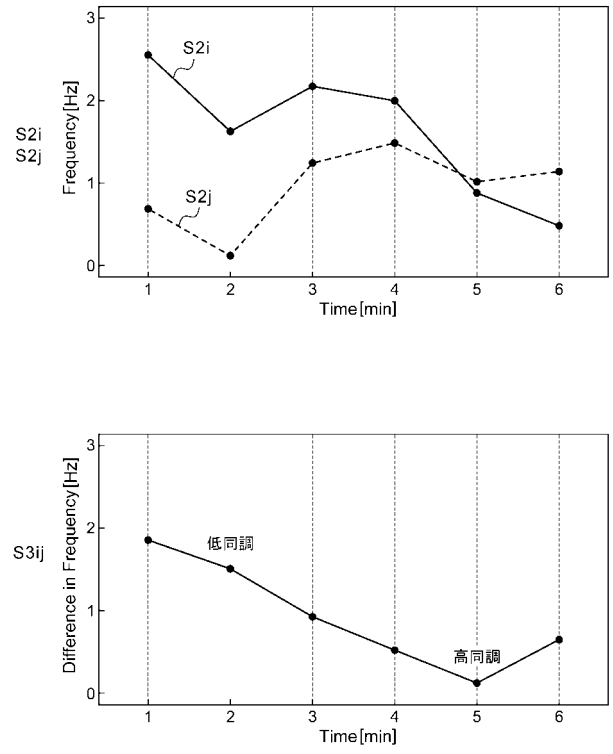 3
S2i
2
S2i
S2j
Frequency[Hz]
1
S2j
0
1 2 3 4 5 6
Time[min]
3
2
低同調
S3ij
Difference in Frequency[Hz]
1
高同調
0
1 2 3 4 5 6
Time[min]